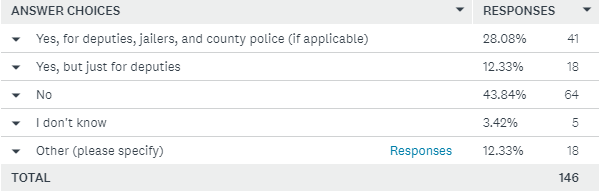 ANSWER CHOICES RESPONSES
Yes, for deputies, jailers, and county police (if applicable) 28.08% 41
Yes, but just for deputies 12.33% 18
No 43.84% 64
I don't know 3.42% 5
Other (please specify) Responses 12.33% 18
TOTAL 146